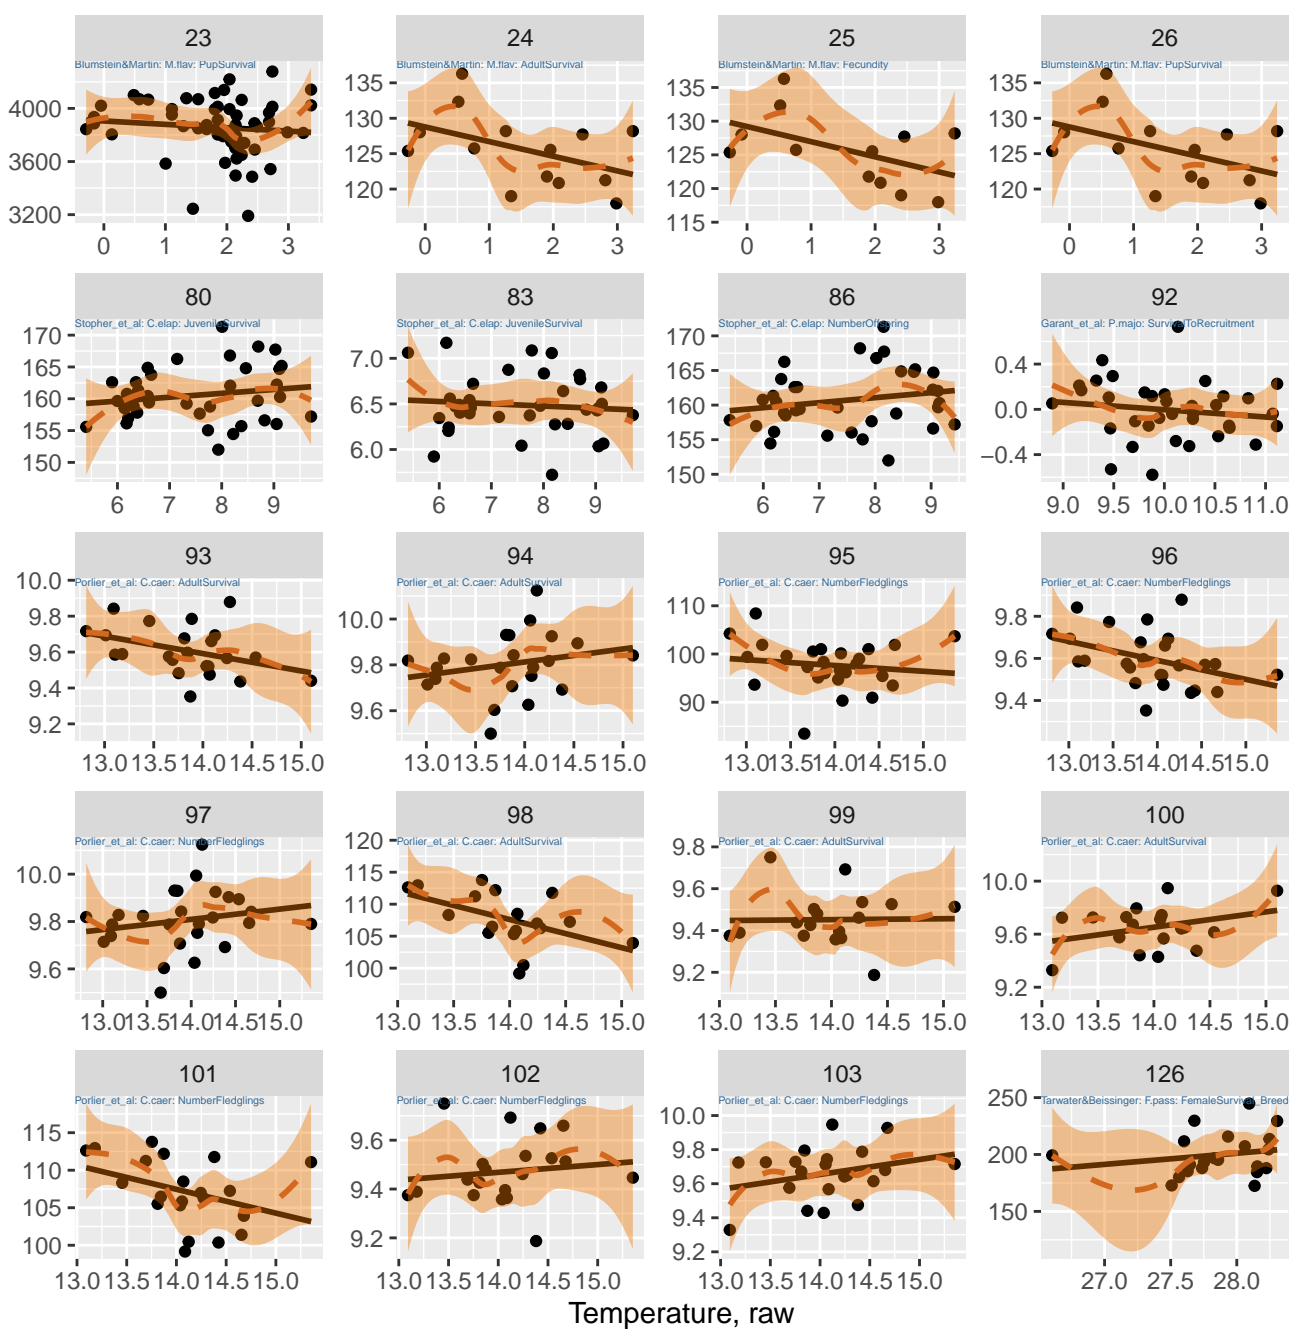 23 24 25 26
Blumstein&Martin: M.flav: PupSurvival Blumstein&Martin: M.flav: AdultSurvival Blumstein&Martin: M.flav: Fecundity Blumstein&Martin: M.flav: PupSurvival
4000 3600 3200 135 130 125 120 135 130 125 120 115 135 130 125 120
0 1 2 3 0 1 2 3 0 1 2 3 0 1 2 3
80 83 86 92
Stopher_et_al: C.elap: JuvenileSurvival Stopher_et_al: C.elap: JuvenileSurvival Stopher_et_al: C.elap: NumberOffspring Garant_et_al: P.majo: SurvivalToRecruitment
170 165 160 155 150 7.0 6.5 6.0 170 165 160 155 150 0.4 0.0 −0.4
6 7 8 9 6 7 8 9 6 7 8 9 9.0 9.5 10.0 10.5 11.0
93 94 95 96
Porlier_et_al: C.caer: AdultSurvival Porlier_et_al: C.caer: AdultSurvival Porlier_et_al: C.caer: NumberFledglings Porlier_et_al: C.caer: NumberFledglings
10.0 9.8 9.6 9.4 9.2 10.0 9.8 9.6 110 100 90 9.8 9.6 9.4
13.0 13.5 14.0 14.5 15.0 13.0 13.5 14.0 14.5 15.0 13.0 13.5 14.0 14.5 15.0 13.0 13.5 14.0 14.5 15.0
97 98 99 100
Porlier_et_al: C.caer: NumberFledglings Porlier_et_al: C.caer: AdultSurvival Porlier_et_al: C.caer: AdultSurvival Porlier_et_al: C.caer: AdultSurvival
10.0 9.8 9.6 120 115 110 105 100 9.8 9.6 9.4 9.2 10.0 9.6 9.2
13.0 13.5 14.0 14.5 15.0 13.0 13.5 14.0 14.5 15.0 13.0 13.5 14.0 14.5 15.0 13.0 13.5 14.0 14.5 15.0
101 102 103 126
Porlier_et_al: C.caer: NumberFledglings Porlier_et_al: C.caer: NumberFledglings Porlier_et_al: C.caer: NumberFledglings Tarwater&Beissinger: F.pass: FemaleSurvival_Breed
115 110 105 100 9.6 9.4 9.2 10.0 9.8 9.6 9.4 9.2 250 200 150
13.0 13.5 14.0 14.5 15.0 13.0 13.5 14.0 14.5 15.0 13.0 13.5 14.0 14.5 15.0 27.0 27.5 28.0
Temperature, raw